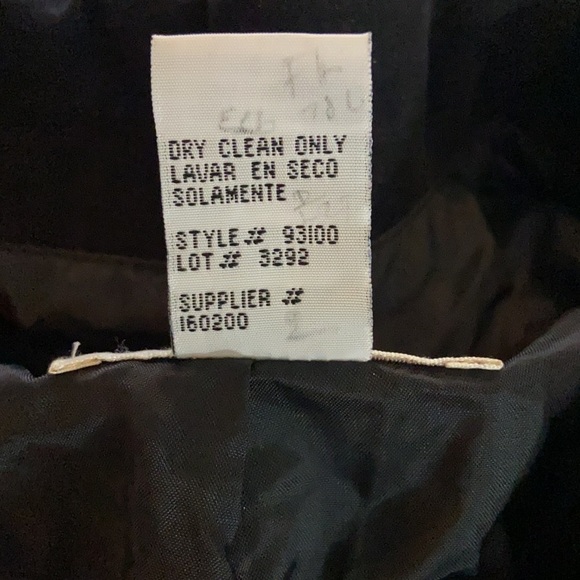 DRY CLEAN ONLY
LAVAR EN SECO
SOLAMENTE
STYLE# 93100
LOT# 3292
SUPPLIER #
160200